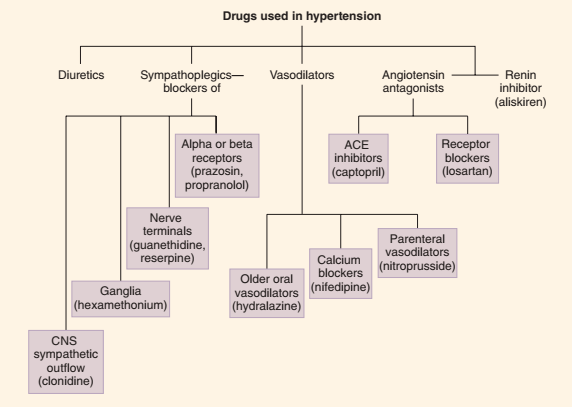 Drugs used in hypertension
Diuretics
Sympathoplegics—
blockers of
Vasodilators
Angiotensin
antagonists
Renin
inhibitor
(aliskiren)
Alpha or beta
receptors
(prazosin,
propranolol)
ACE
inhibitors
(captopril)
Receptor
blockers
(losartan)
Nerve
terminals
(guanethidine,
reserpine)
Parenteral
vasodilators
(nitroprusside)
Calcium
blockers
(nifedipine)
Older oral
vasodilators
(hydralazine)
Ganglia
(hexamethonium)
CNS
sympathetic
outflow
(clonidine)